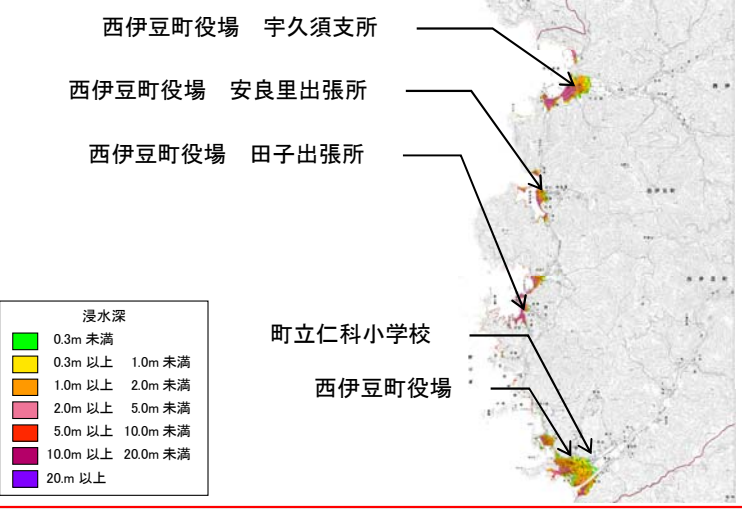 西伊豆町役場　宇久須支所
西伊豆町役場　安良里出張所
西伊豆町役場　田子出張所
西伊豆町
町立仁科小学校
西伊豆町役場
浸水深
0.3m 未満
0.3m 以上　1.0m 未満
1.0m 以上　2.0m 未満
2.0m 以上　5.0m 未満
5.0m 以上　10.0m 未満
10.0m 以上　20.0m 未満
20.m 以上